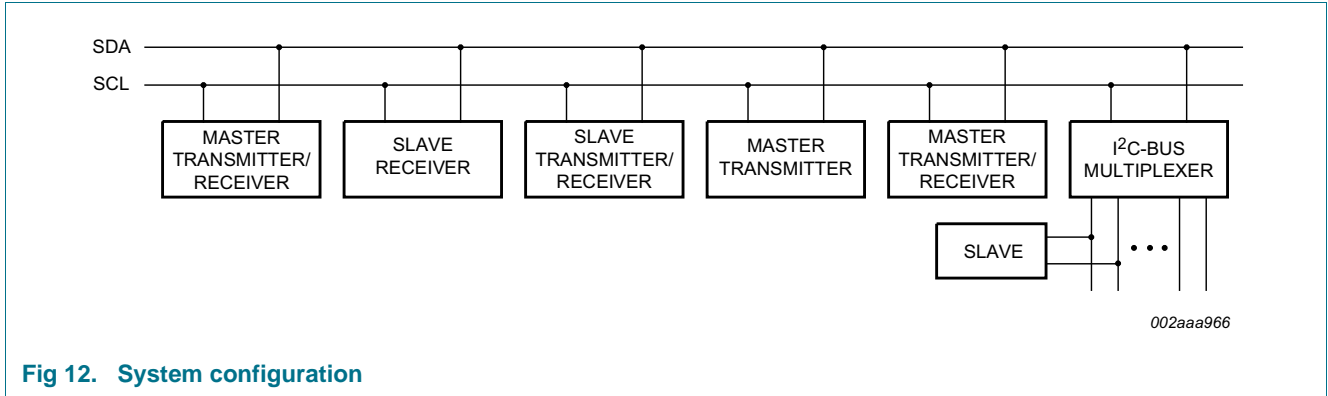 SDA
SCL
MASTER
TRANSMITTER/
RECEIVER
SLAVE
RECEIVER
SLAVE
TRANSMITTER/
RECEIVER
MASTER
TRANSMITTER
MASTER
TRANSMITTER/
RECEIVER
I²C-BUS
MULTIPLEXER
SLAVE
002aaa966
Fig 12. System configuration